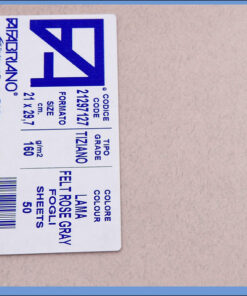 CODICE TIPO COLORE
CODE GRADE COLOUR
21297127 TIZIANO LAMA
FELT ROSE GRAY
FORMATO FOGLI
SIZE SHEETS
cm. g/m2
21 x 29,7 160 50
FABRIANO